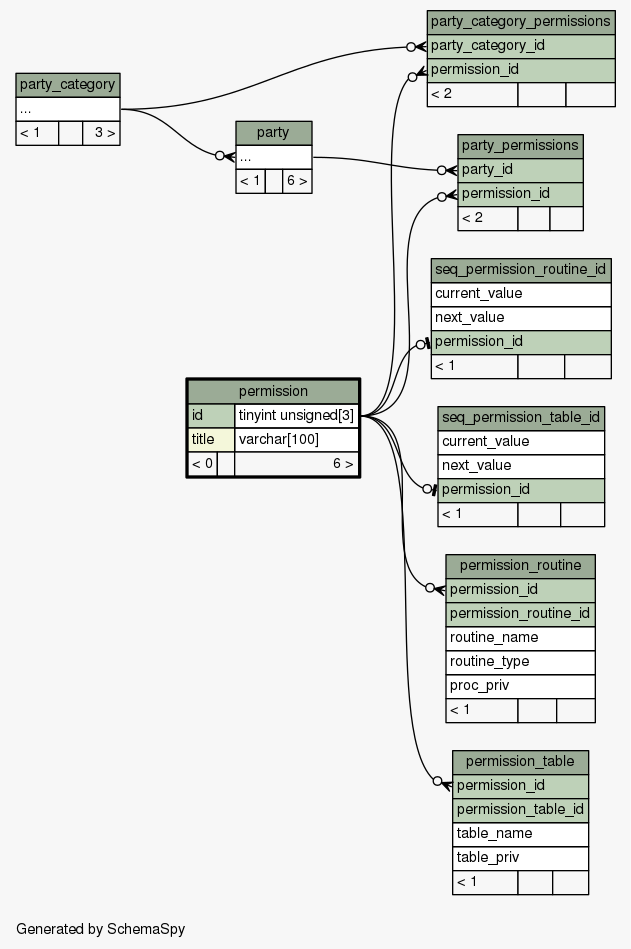 party_category
...
< 1 3 >
party
...
< 1 6 >
party_category_permissions
party_category_id
permission_id
< 2
party_permissions
party_id
permission_id
< 2
seq_permission_routine_id
current_value
next_value
permission_id
< 1
permission
id tinyint unsigned[3]
title varchar[100]
< 0 6 >
seq_permission_table_id
current_value
next_value
permission_id
< 1
permission_routine
permission_id
permission_routine_id
routine_name
routine_type
proc_priv
< 1
permission_table
permission_id
permission_table_id
table_name
table_priv
< 1
Generated by SchemaSpy